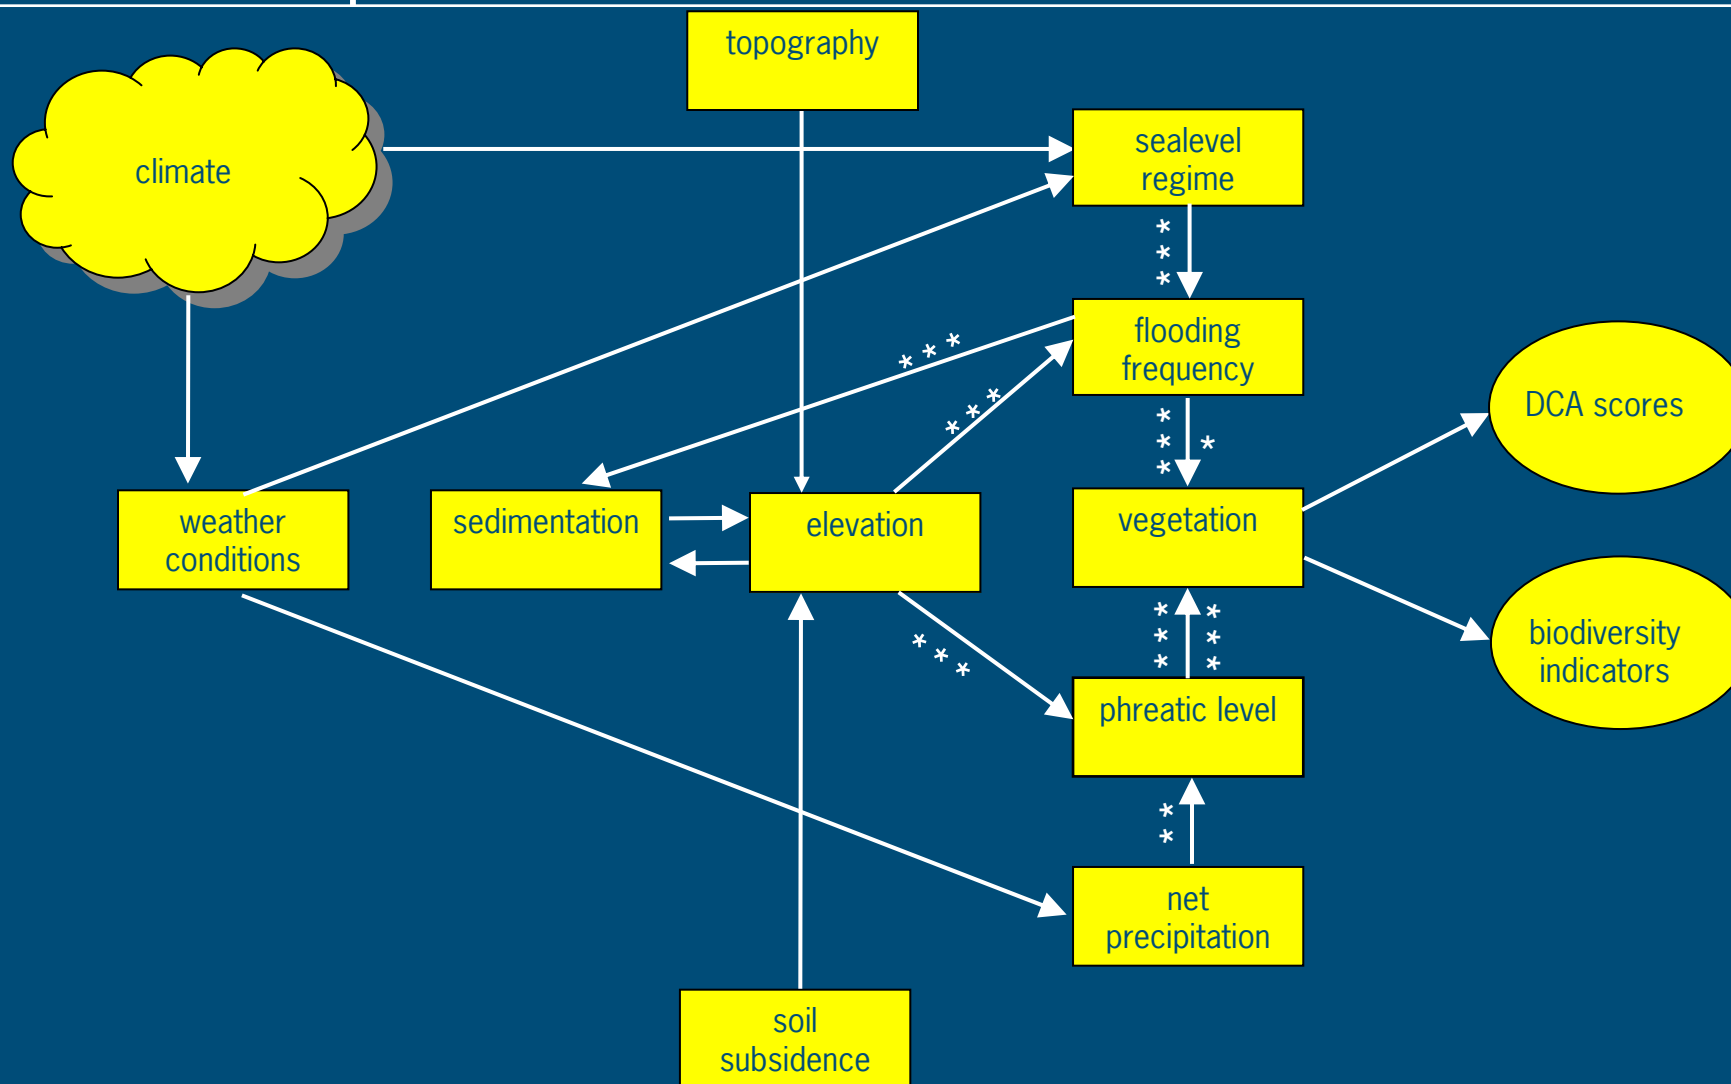 topography
climate
sealevel
regime
* * *
flooding
frequency
* * *
* * *
* * *
*
DCA scores
weather
conditions
sedimentation
elevation
vegetation
* * *
* * *
* * *
biodiversity
indicators
phreatic level
* *
net
precipitation
soil
subsidence